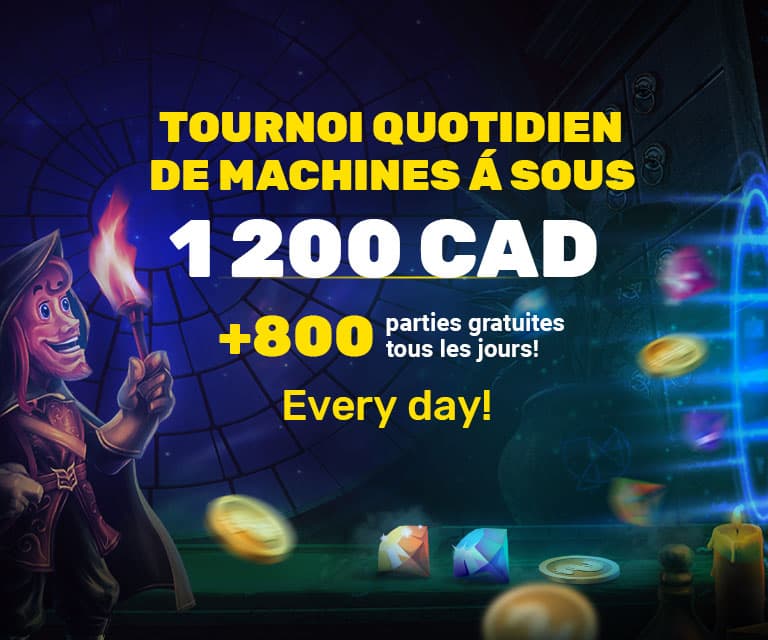 TOURNOI QUOTIDIEN
DE MACHINES Á SOUS
1 200 CAD
+800 parties gratuites
tous les jours!
Every day!